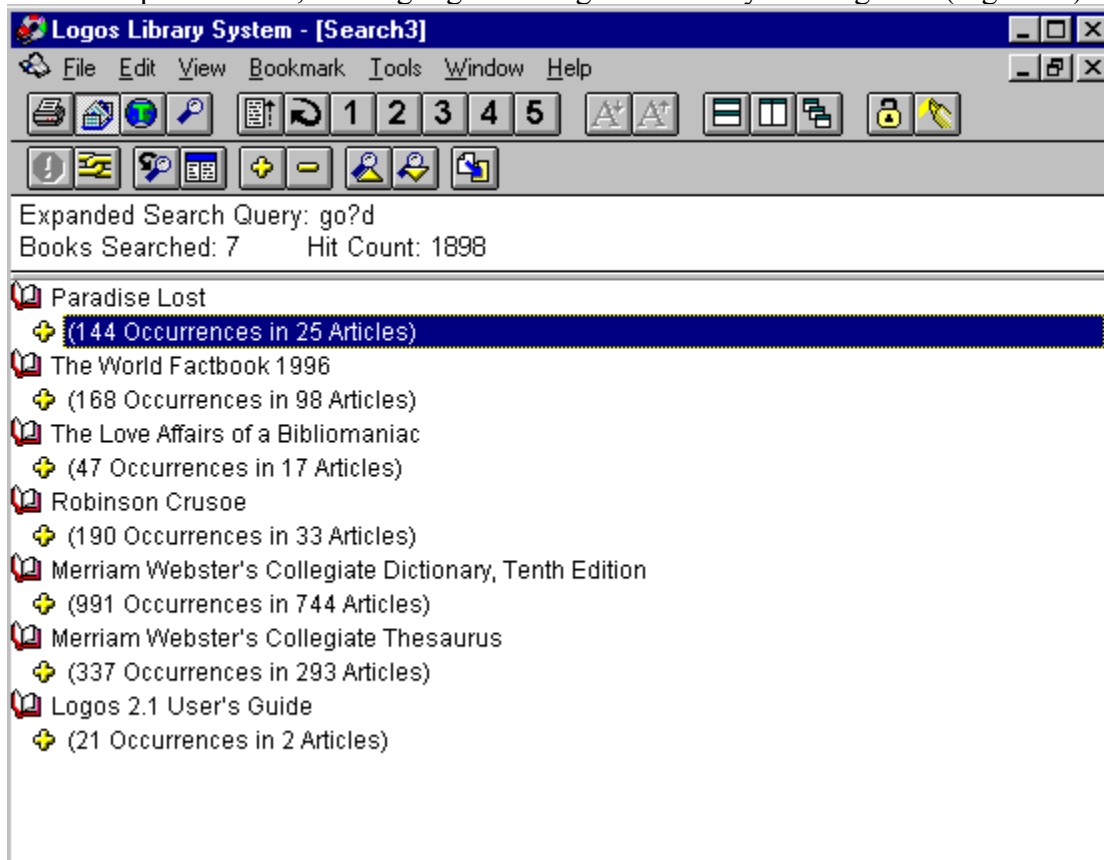 Logos Library System - [Search3]
File Edit View Bookmark Tools Window Help
1 2 3 4 5 A A
Expanded Search Query: go?d
Books Searched: 7 Hit Count: 1898
Paradise Lost
(144 Occurrences in 25 Articles)
The World Factbook 1996
(168 Occurrences in 98 Articles)
The Love Affairs of a Bibliomaniac
(47 Occurrences in 17 Articles)
Robinson Crusoe
(190 Occurrences in 33 Articles)
Merriam Webster's Collegiate Dictionary, Tenth Edition
(991 Occurrences in 744 Articles)
Merriam Webster's Collegiate Thesaurus
(337 Occurrences in 293 Articles)
Logos 2.1 User's Guide
(21 Occurrences in 2 Articles)